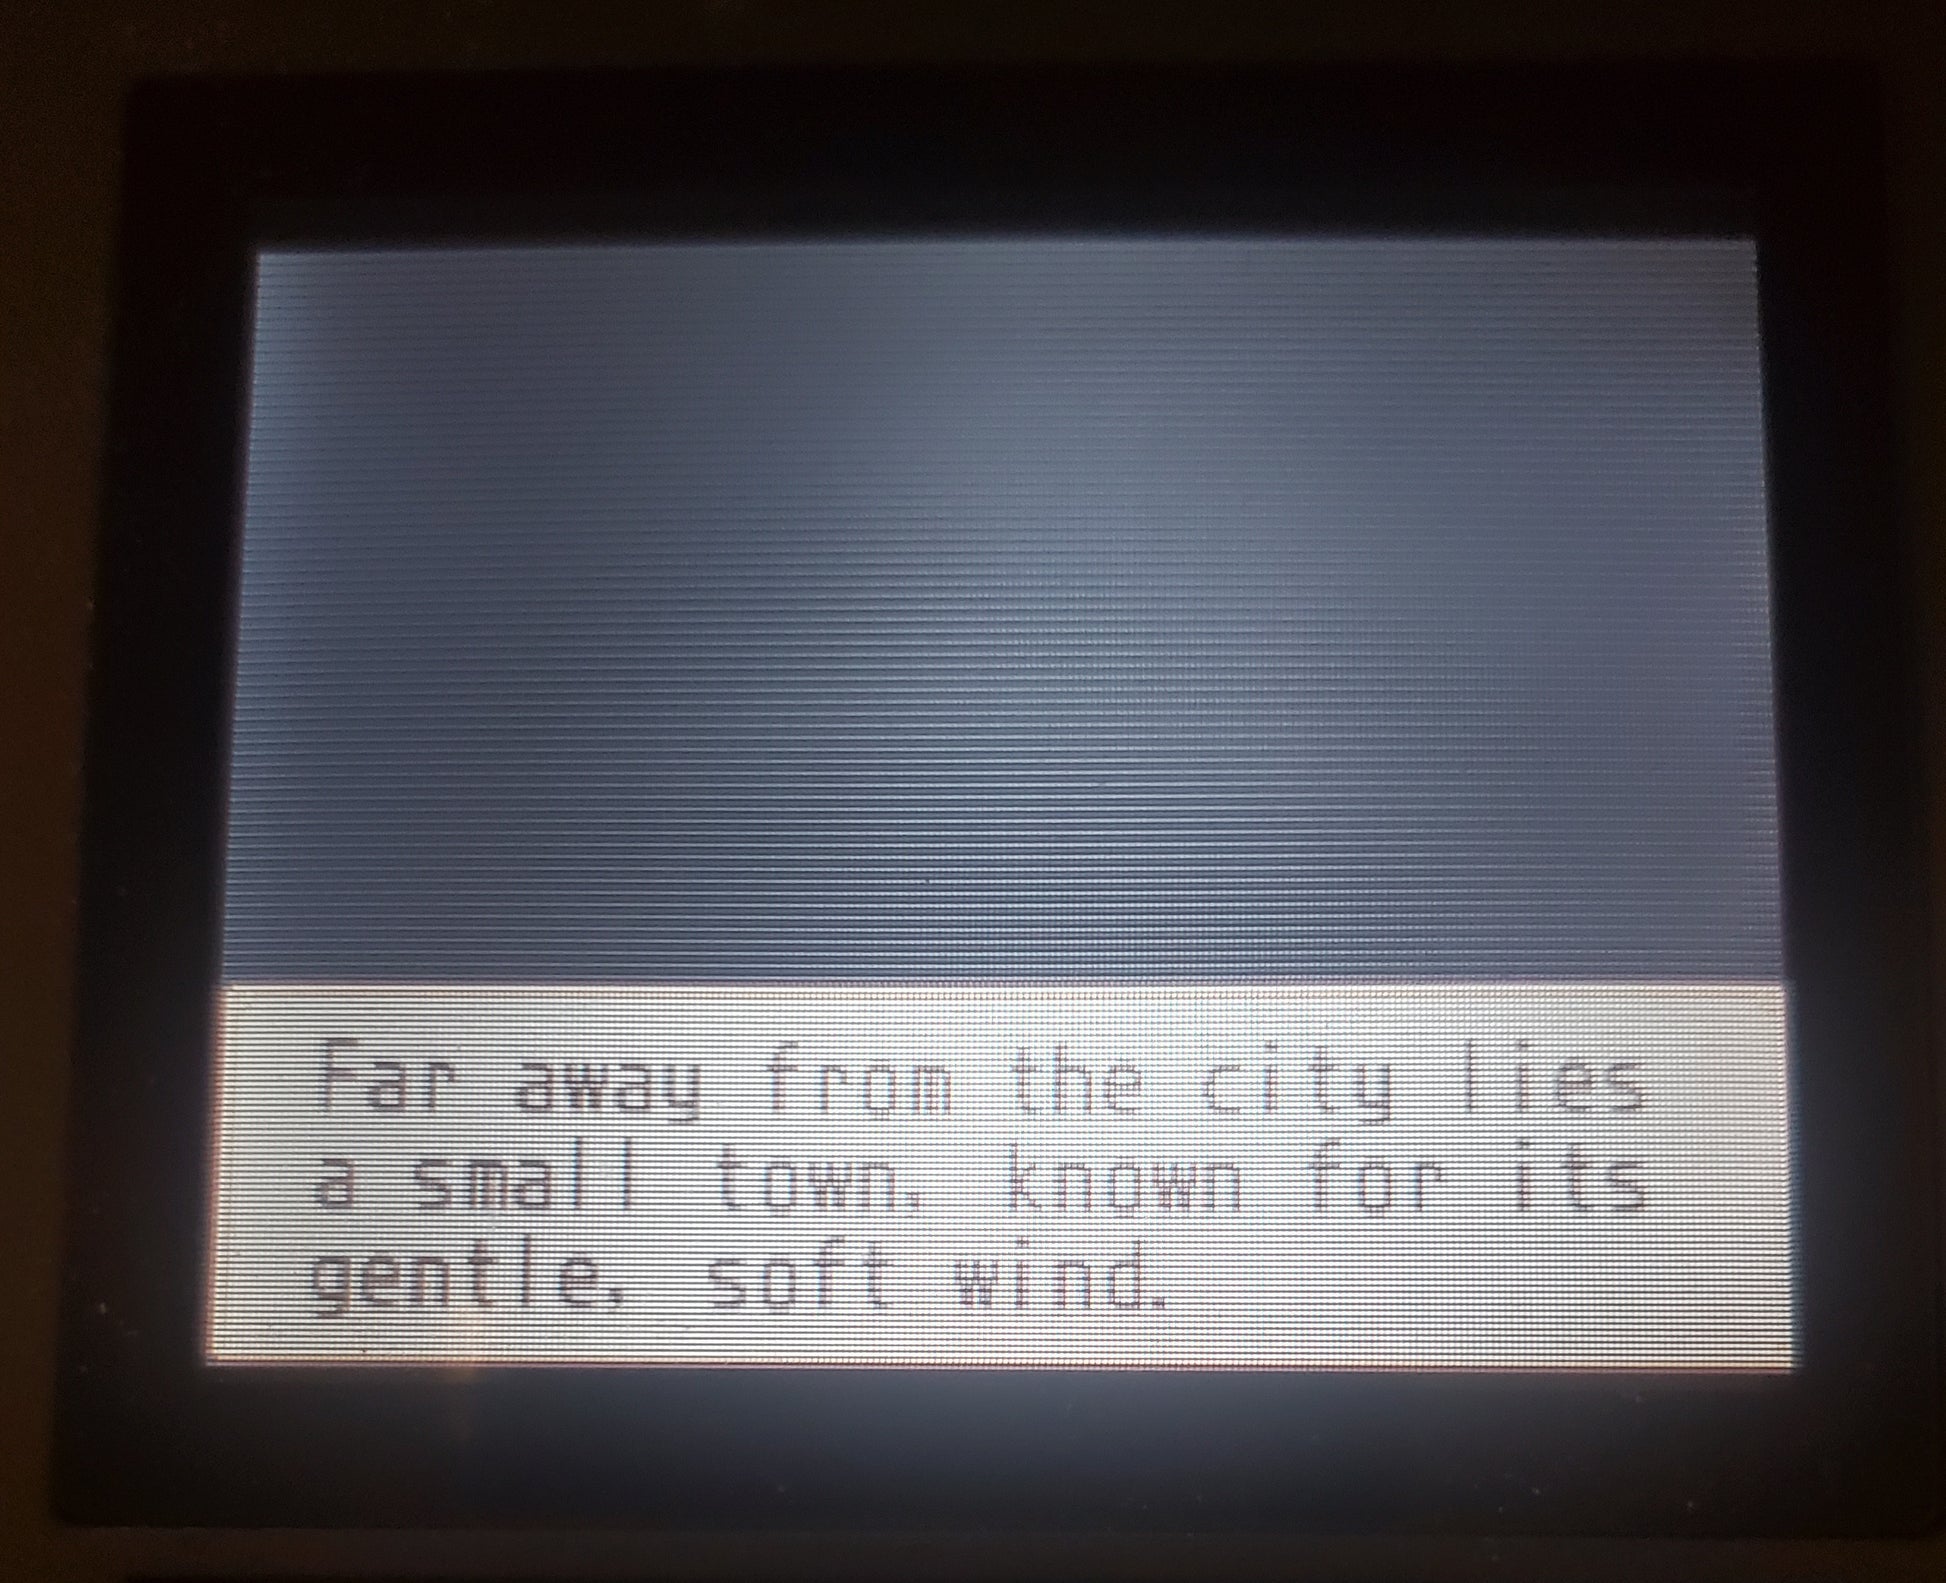 Far away from the city lies
a small town, known for its
gentle, soft wind.